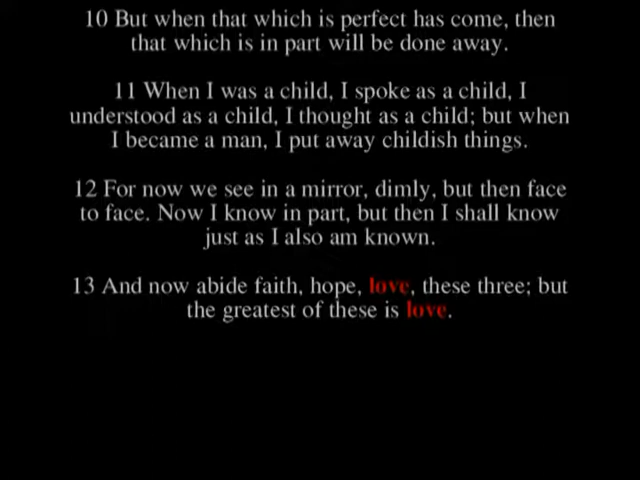 10 But when that which is perfect has come, then
that which is in part will be done away.
11 When I was a child, I spoke as a child, I
understood as a child, I thought as a child; but when
I became a man, I put away childish things.
12 For now we see in a mirror, dimly, but then face
to face. Now I know in part, but then I shall know
just as I also am known.
13 And now abide faith, hope, love, these three; but
the greatest of these is love.